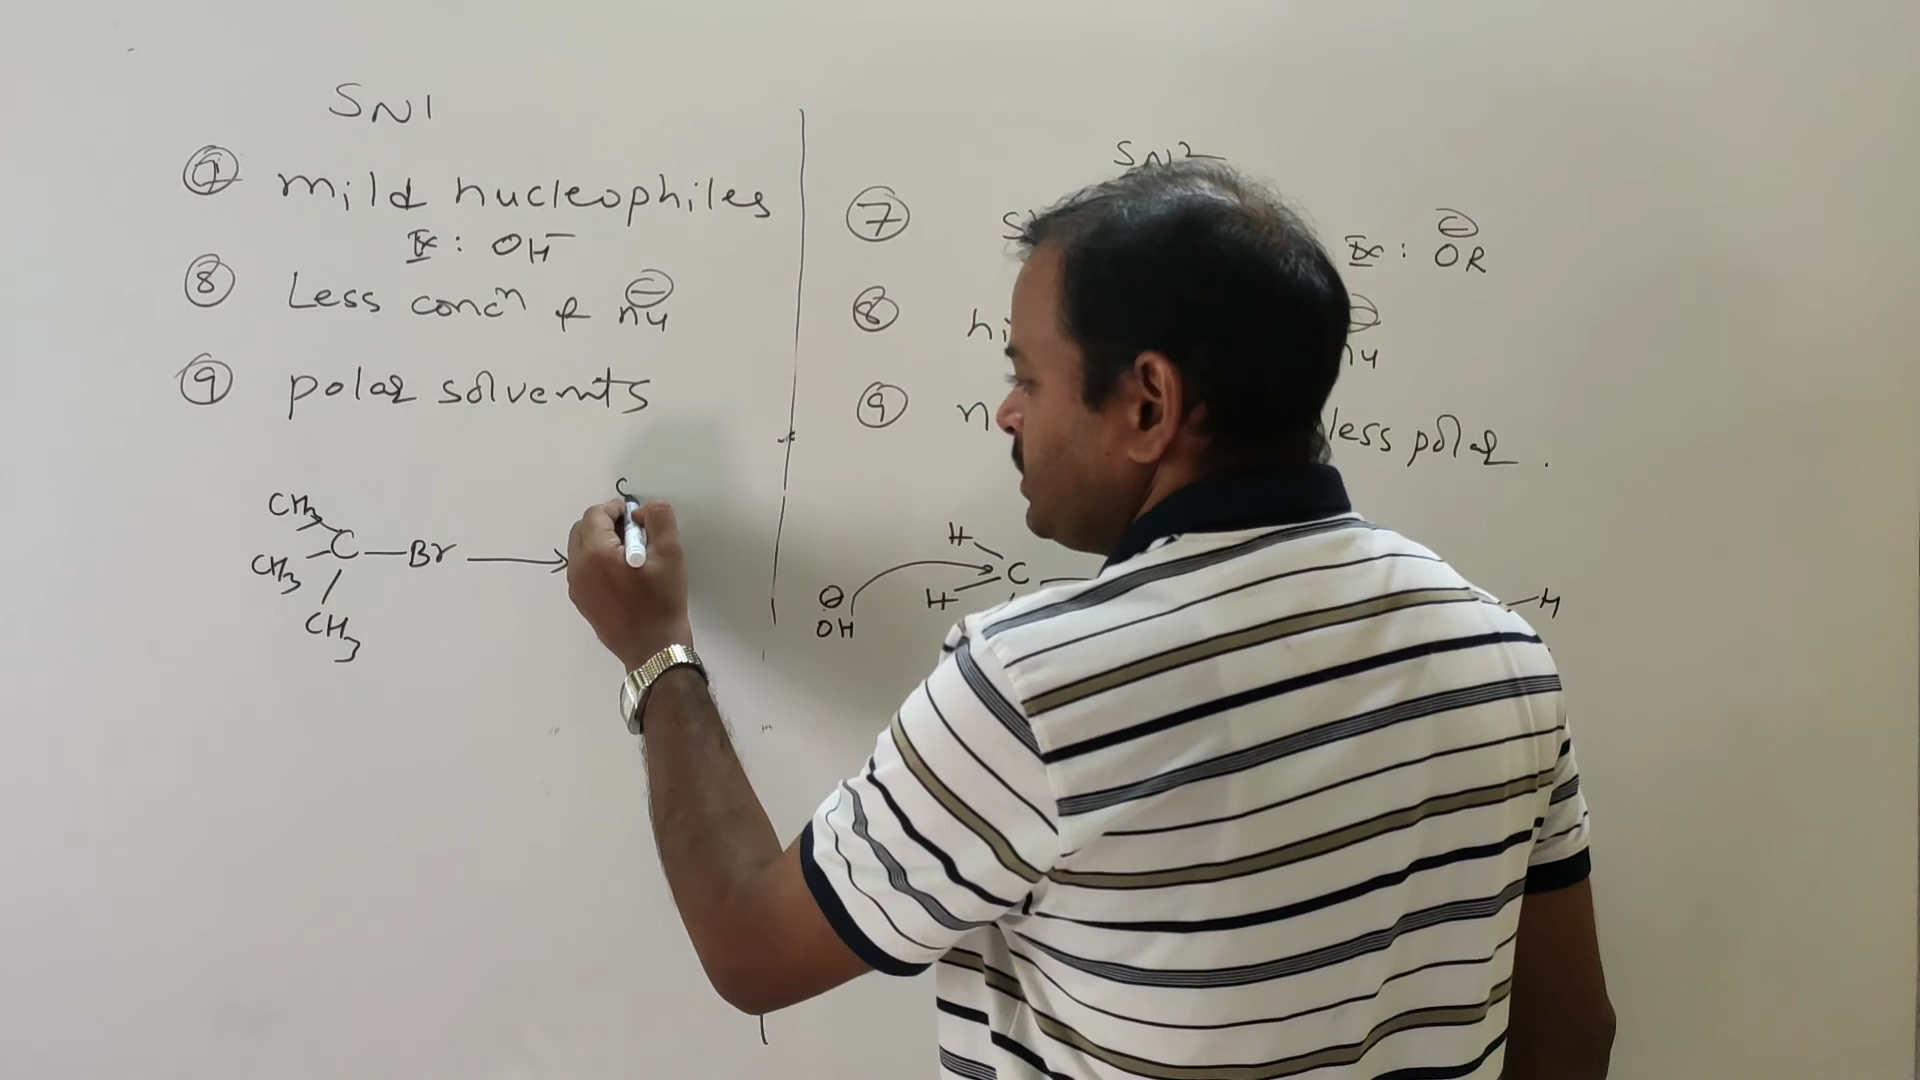 SN1
⑦ mild nucleophiles
Ex : OH⁻
⑧ Less concⁿ of nu⊖
⑨ polar solvents
CH3
CH3 C — Br →
CH3
SN2
⑦ Ex : OR⊖
⑧ nu⊖
⑨ less polar .
H
H C
⊖
OH
H